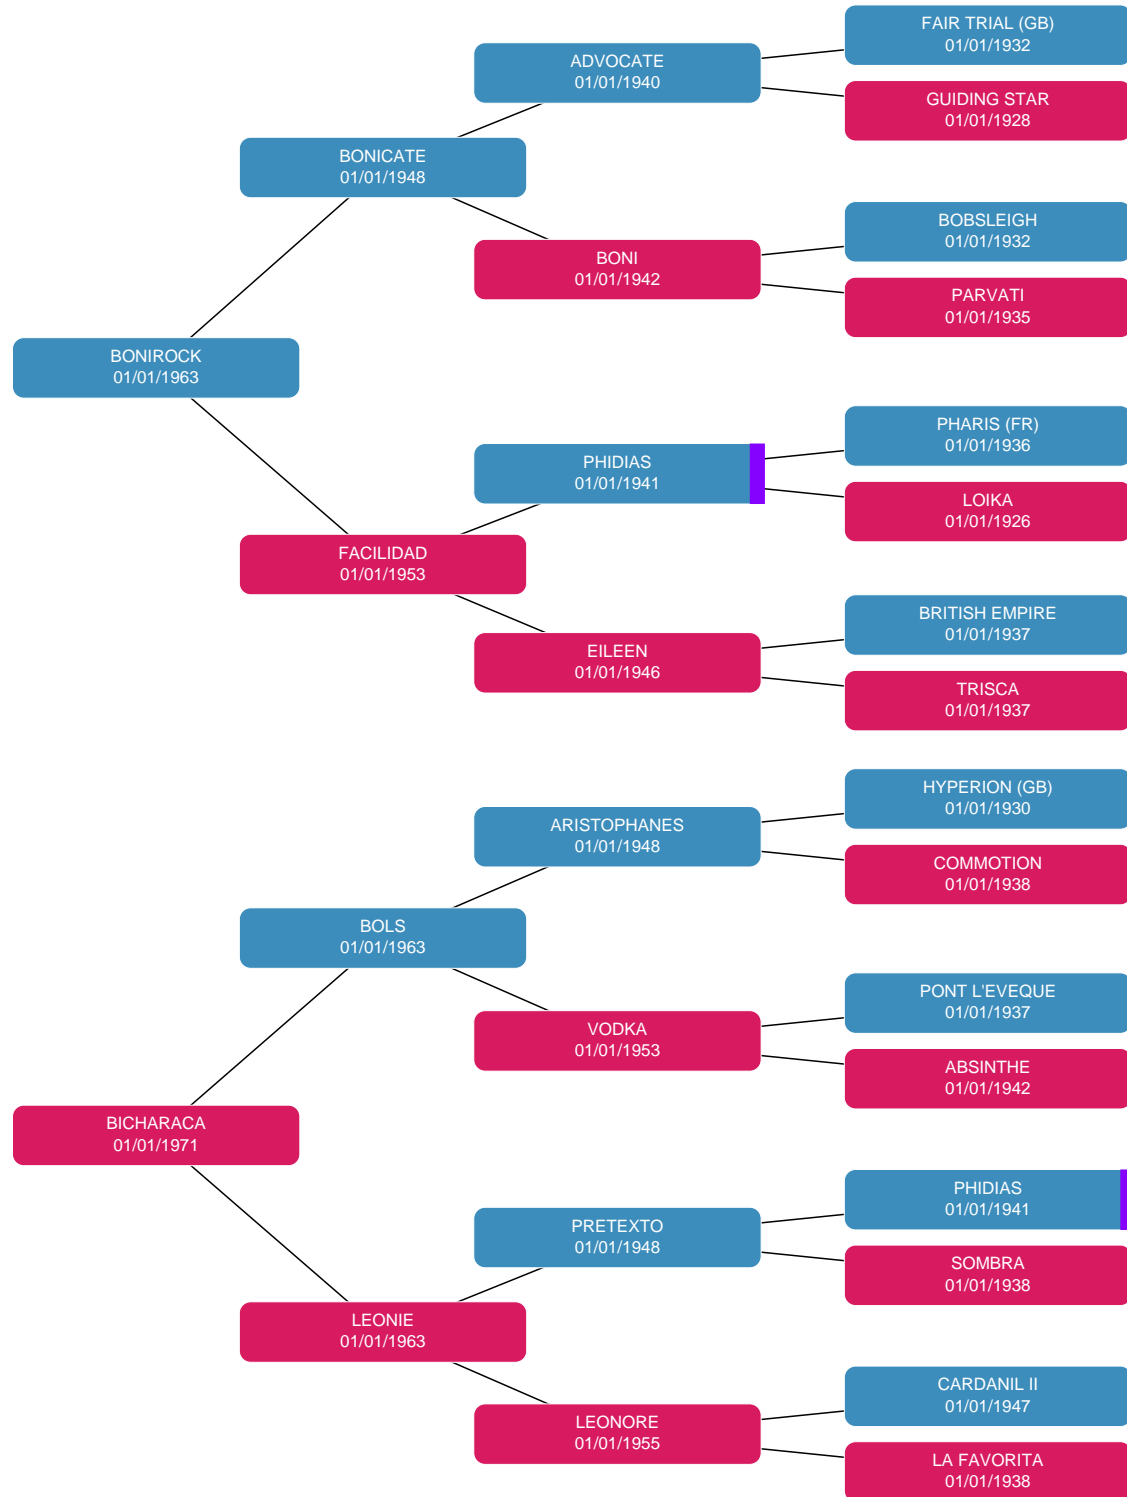 FAIR TRIAL (GB)
01/01/1932
ADVOCATE
01/01/1940
GUIDING STAR
01/01/1928
BONICATE
01/01/1948
BOBSLEIGH
01/01/1932
BONI
01/01/1942
PARVATI
01/01/1935
BONIROCK
01/01/1963
PHARIS (FR)
01/01/1936
PHIDIAS
01/01/1941
LOIKA
01/01/1926
FACILIDAD
01/01/1953
BRITISH EMPIRE
01/01/1937
EILEEN
01/01/1946
TRISCA
01/01/1937
HYPERION (GB)
01/01/1930
ARISTOPHANES
01/01/1948
COMMOTION
01/01/1938
BOLS
01/01/1963
PONT L'EVEQUE
01/01/1937
VODKA
01/01/1953
ABSINTHE
01/01/1942
BICHARACA
01/01/1971
PHIDIAS
01/01/1941
PRETEXTO
01/01/1948
SOMBRA
01/01/1938
LEONIE
01/01/1963
CARDANIL II
01/01/1947
LEONORE
01/01/1955
LA FAVORITA
01/01/1938